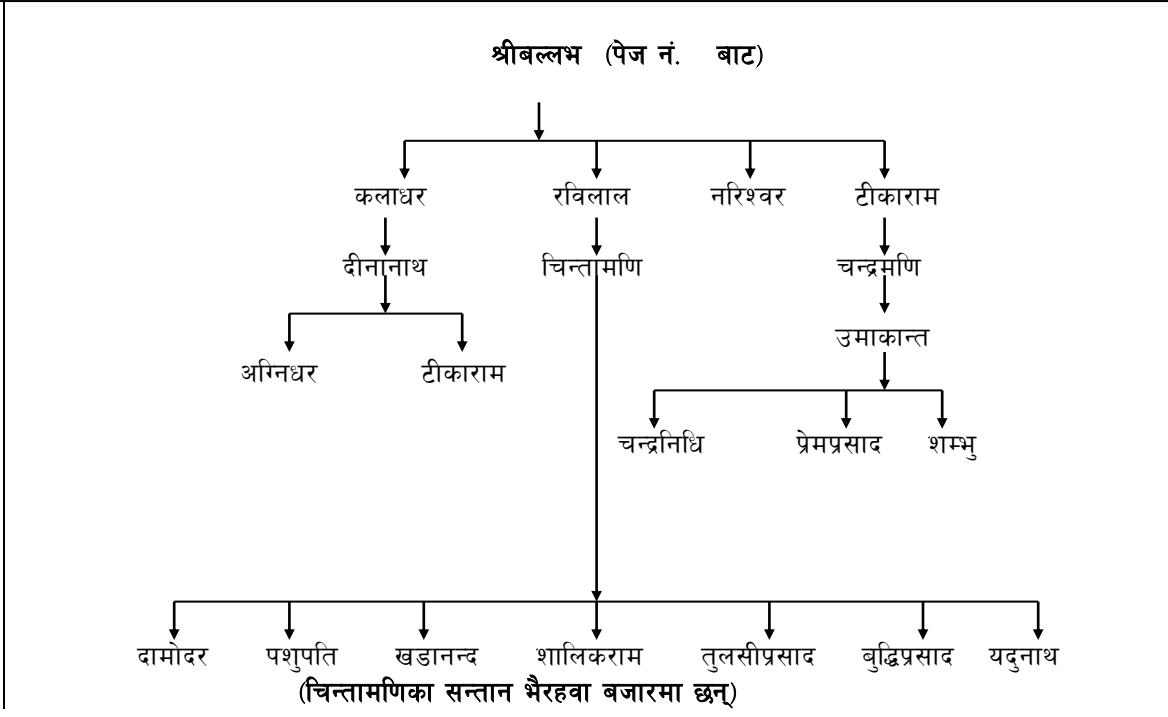 श्रीबल्लभ (पेज नं. बाट)
कलाधर रविलाल नरिश्वर टीकाराम
दीनानाथ चिन्तामणि चन्द्रमणि
उमाकान्त
अग्निधर टीकाराम
चन्द्रनिधि प्रेमप्रसाद शम्भु
दामोदर पशुपति खडानन्द शालिकराम तुलसीप्रसाद बुद्धिप्रसाद यदुनाथ
(चिन्तामणिका सन्तान भैरहवा बजारमा छन्)